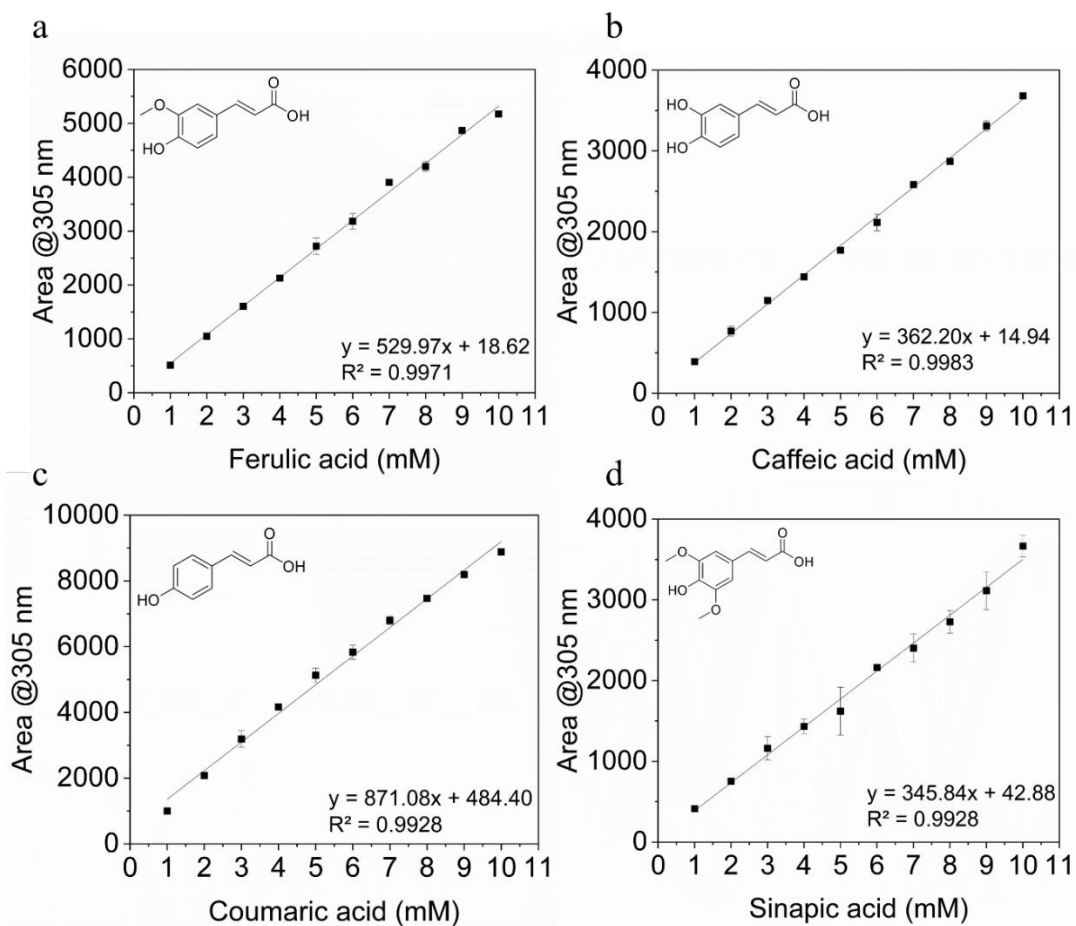 a
6000
5000
4000
3000
2000
1000
0
Area @305 nm
O
O
OH
HO
y = 529.97x + 18.62
R² = 0.9971
1 2 3 4 5 6 7 8 9 10 11
Ferulic acid (mM)
b
4000
3000
2000
1000
0
Area @305 nm
HO
O
OH
HO
y = 362.20x + 14.94
R² = 0.9983
0 1 2 3 4 5 6 7 8 9 10 11
Caffeic acid (mM)
c
10000
8000
6000
4000
2000
0
Area @305 nm
O
OH
HO
y = 871.08x + 484.40
R² = 0.9928
0 1 2 3 4 5 6 7 8 9 10 11
Coumaric acid (mM)
d
4000
3000
2000
1000
0
Area @305 nm
O
O
OH
HO
O
y = 345.84x + 42.88
R² = 0.9928
0 1 2 3 4 5 6 7 8 9 10 11
Sinapic acid (mM)